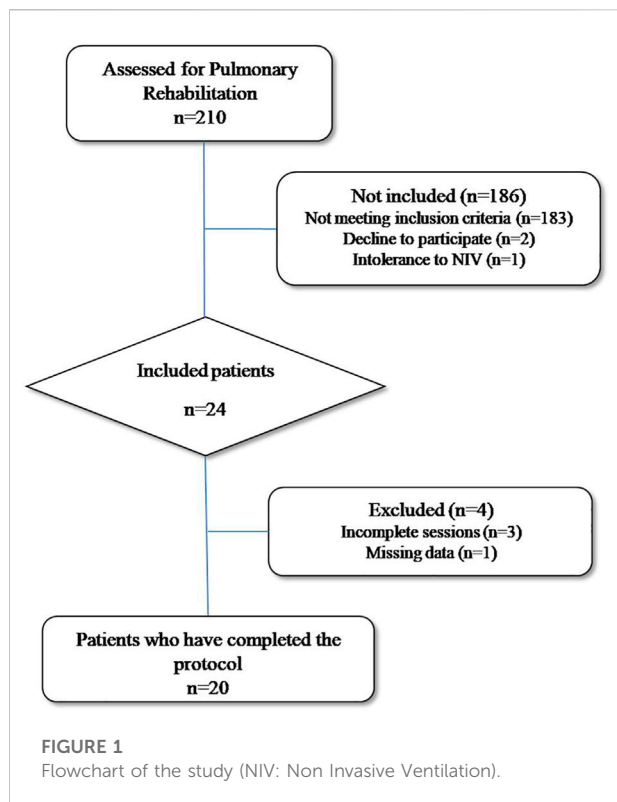 Assessed for Pulmonary
Rehabilitation
n=210
Not included (n=186)
Not meeting inclusion criteria (n=183)
Decline to participate (n=2)
Intolerance to NIV (n=1)
Included patients
n=24
Excluded (n=4)
Incomplete sessions (n=3)
Missing data (n=1)
Patients who have completed the
protocol
n=20
FIGURE 1
Flowchart of the study (NIV: Non Invasive Ventilation).